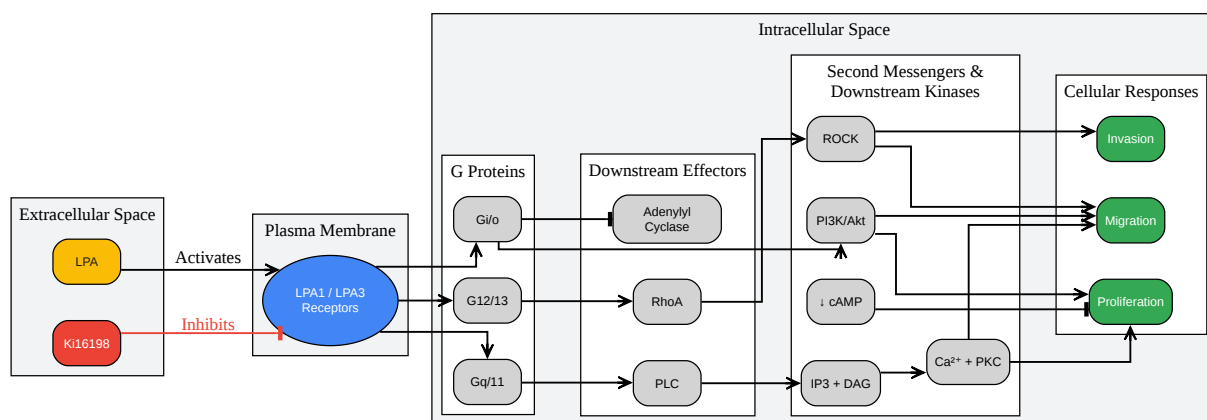 Intracellular Space
Second Messengers &
Downstream Kinases
Cellular Responses
ROCK
Invasion
G Proteins
Downstream Effectors
Extracellular Space
Plasma Membrane
Gi/o
Adenylyl
Cyclase
PI3K/Akt
Migration
LPA
Activates
LPA1 / LPA3
Receptors
G12/13
RhoA
↓ cAMP
Proliferation
Inhibits
Ki16198
Gq/11
PLC
IP3 + DAG
Ca²⁺ + PKC